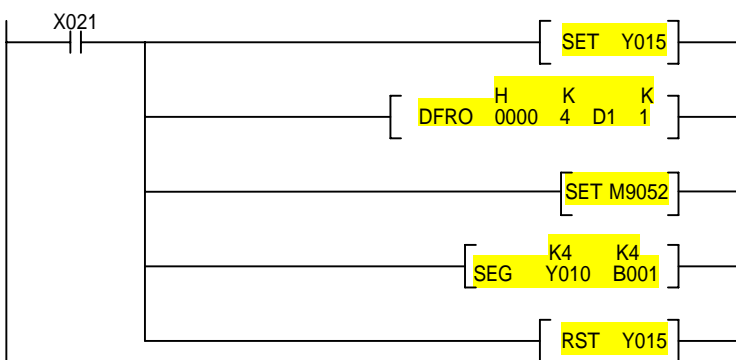 X021
SET Y015
H K K
DFRO 0000 4 D1 1
SET M9052
K4 K4
SEG Y010 B001
RST Y015